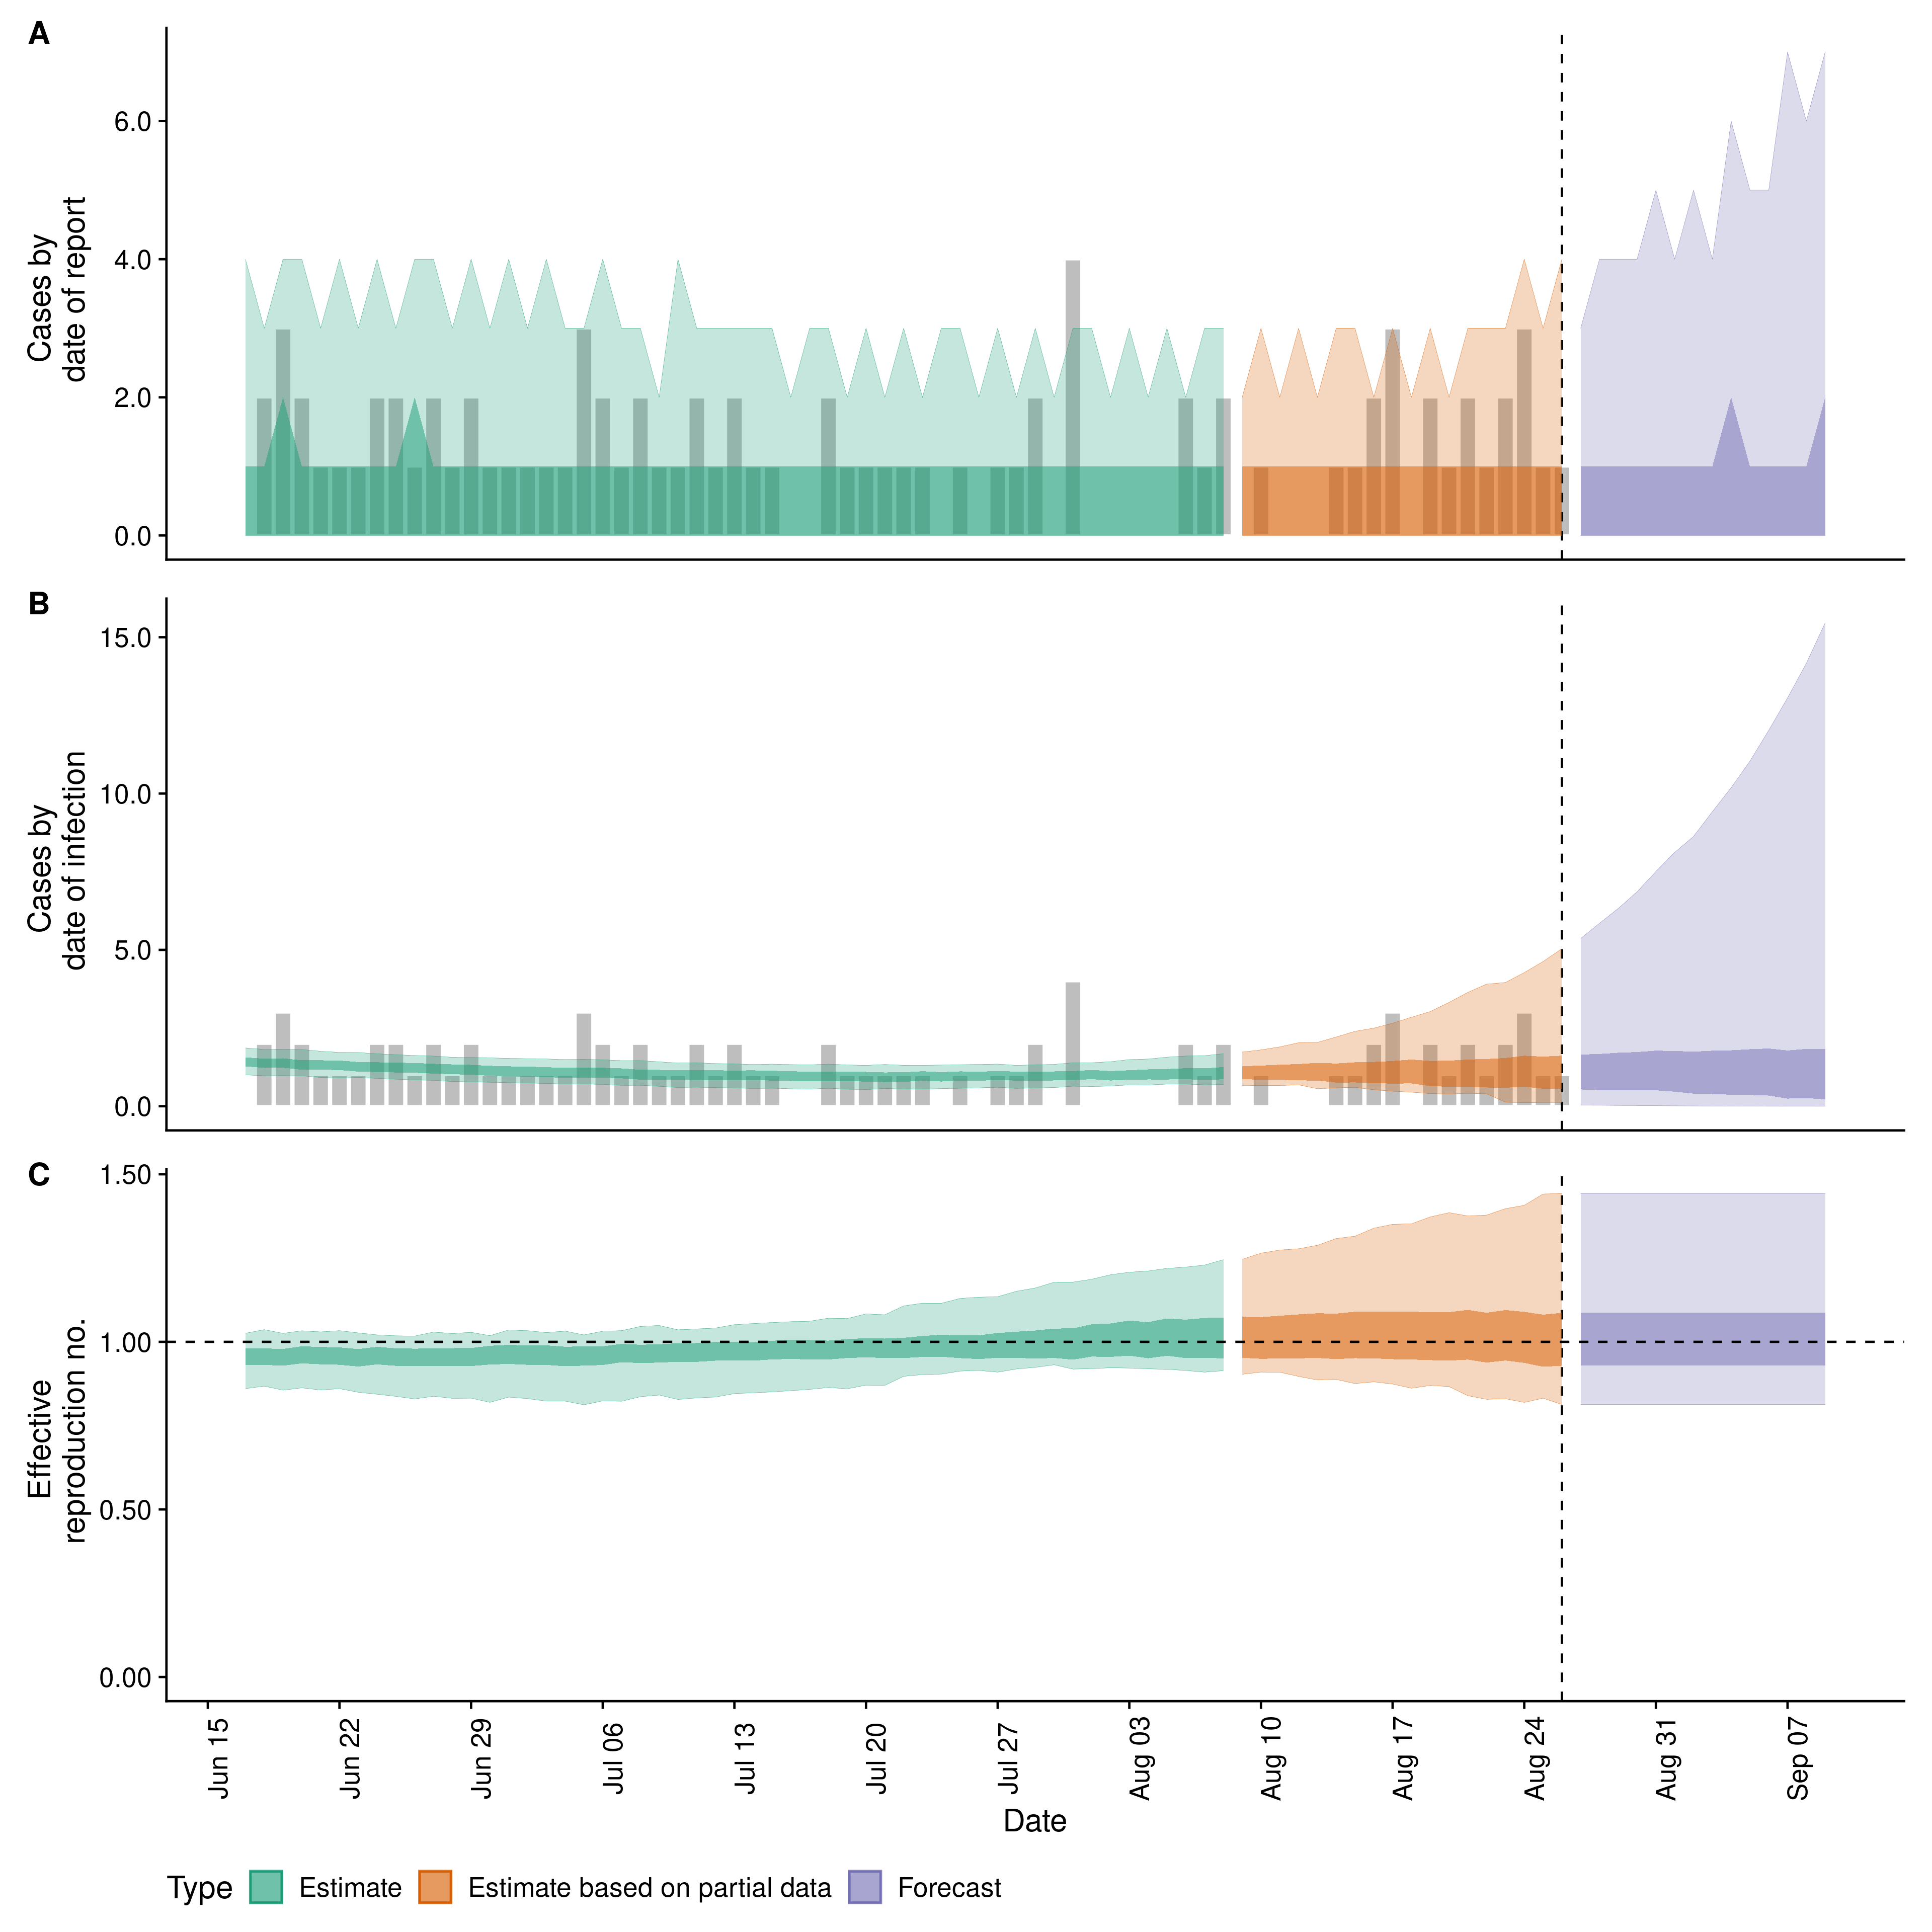 A
Cases by
date of report
6.0
4.0
2.0
0.0
B
Cases by
date of infection
15.0
10.0
5.0
0.0
C
Effective
reproduction no.
1.50
1.00
0.50
0.00
Jun 15
Jun 22
Jun 29
Jul 06
Jul 13
Jul 20
Jul 27
Aug 03
Aug 10
Aug 17
Aug 24
Aug 31
Sep 07
Date
Type Estimate Estimate based on partial data Forecast